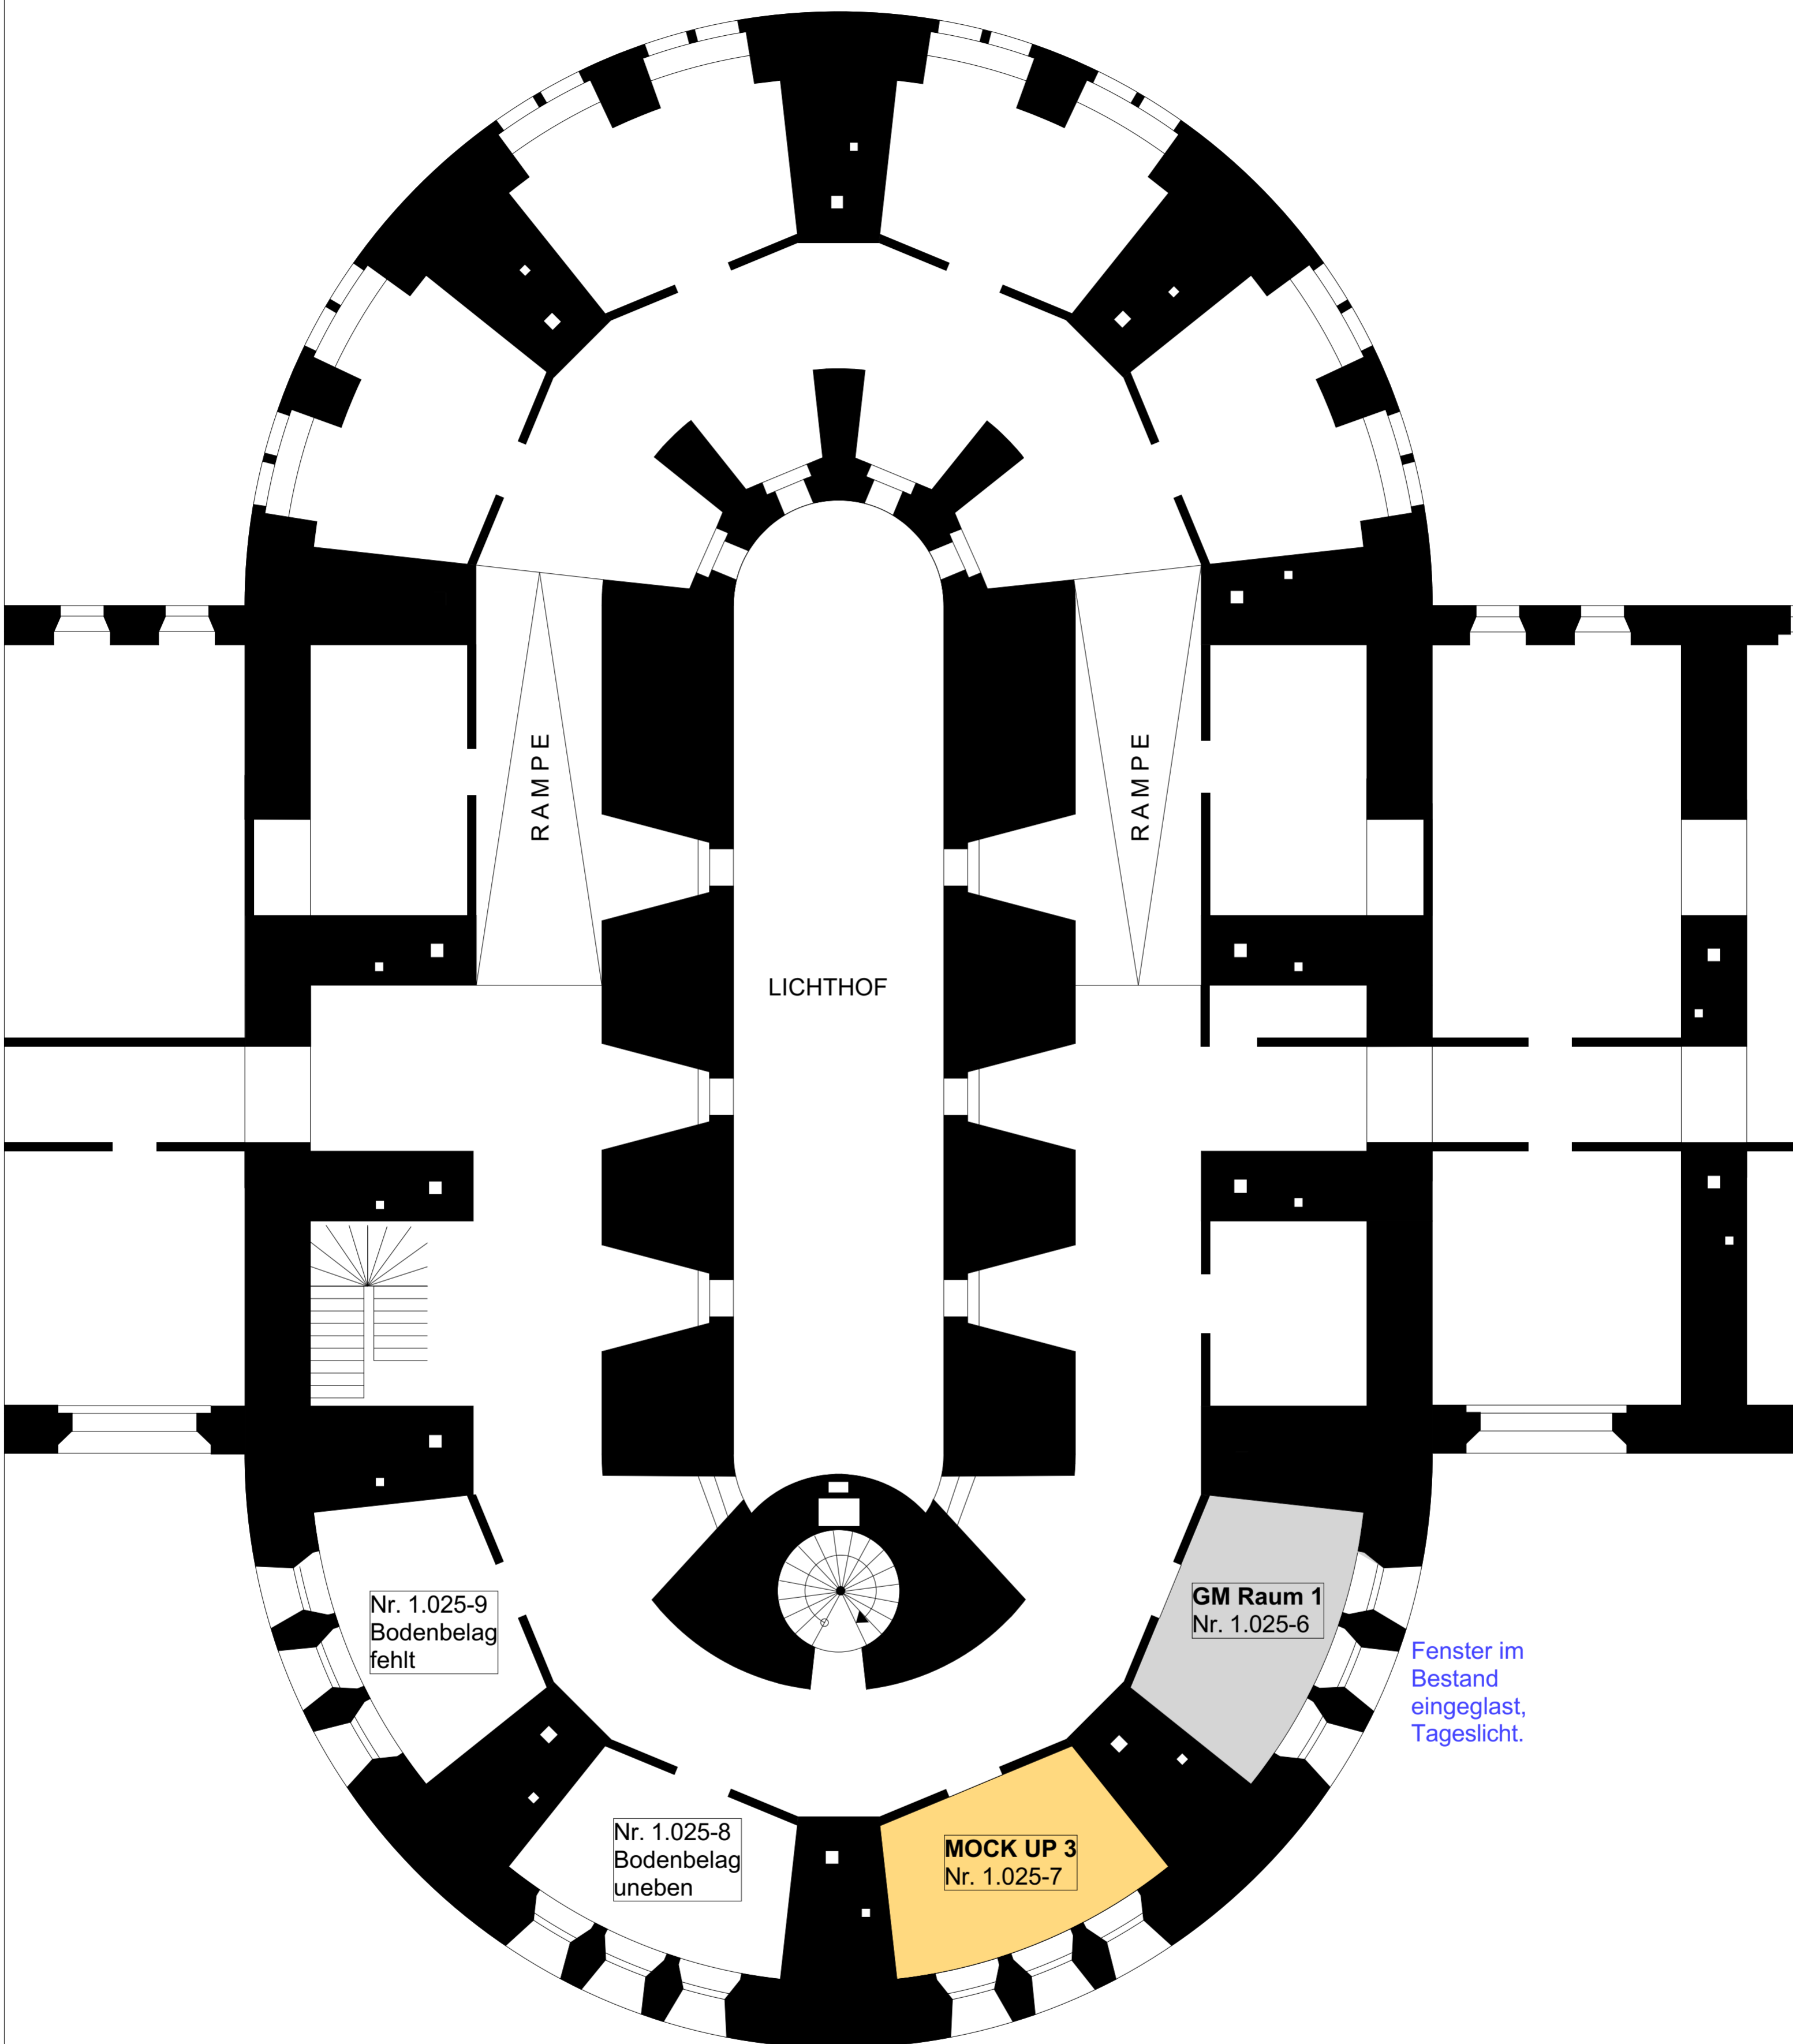 RAMPE
RAMPE
LICHTHOF
Nr. 1.025-9
Bodenbelag
fehlt
GM Raum 1
Nr. 1.025-6
Fenster im
Bestand
eingeglast,
Tageslicht.
Nr. 1.025-8
Bodenbelag
uneben
MOCK UP 3
Nr. 1.025-7